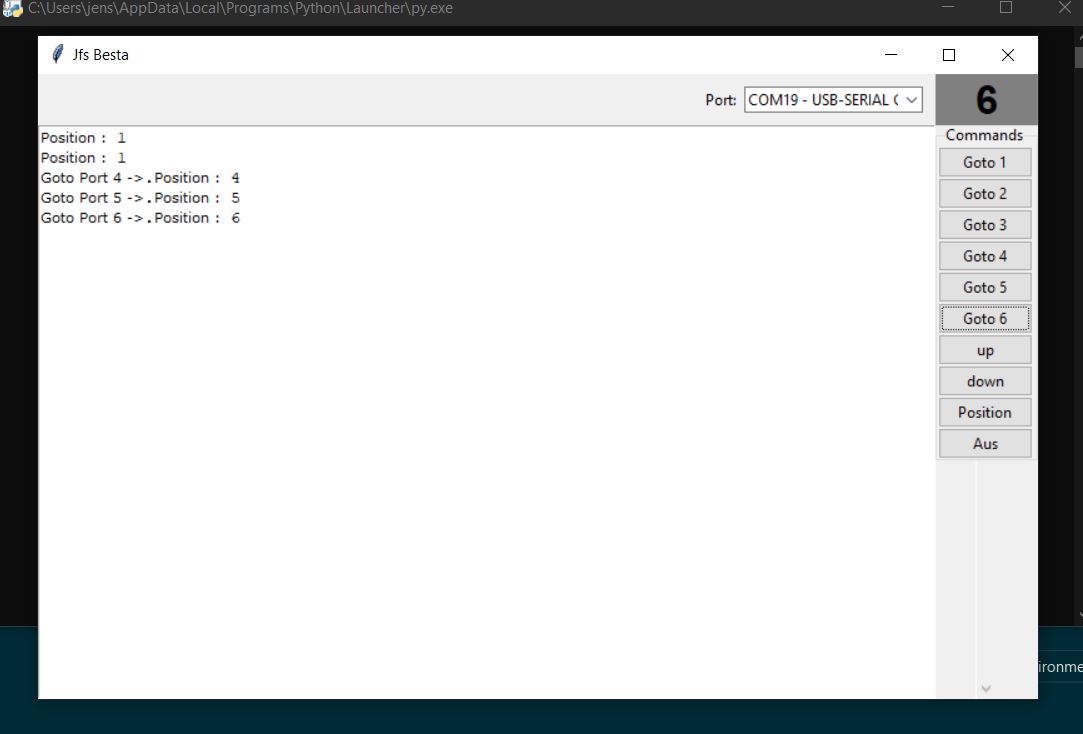 C:\Users\jens\AppData\Local\Programs\Python\Launcher\py.exe
Jfs Besta
Port: COM19 - USB-SERIAL
6
Position : 1
Position : 1
Goto Port 4 ->.Position : 4
Goto Port 5 ->.Position : 5
Goto Port 6 ->.Position : 6
Commands
Goto 1
Goto 2
Goto 3
Goto 4
Goto 5
Goto 6
up
down
Position
Aus